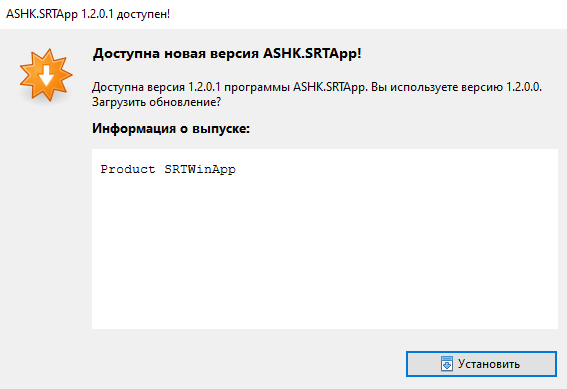 ASHK.SRTApp 1.2.0.1 доступен!
Доступна новая версия ASHK.SRTApp!
Доступна версия 1.2.0.1 программы ASHK.SRTApp. Вы используете версию 1.2.0.0.
Загрузить обновление?
Информация о выпуске:
Product SRTWinApp
Установить